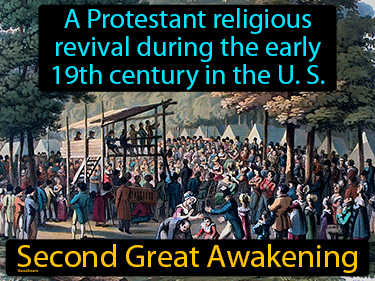 A Protestant religious
revival during the early
19th century in the U. S.
Second Great Awakening